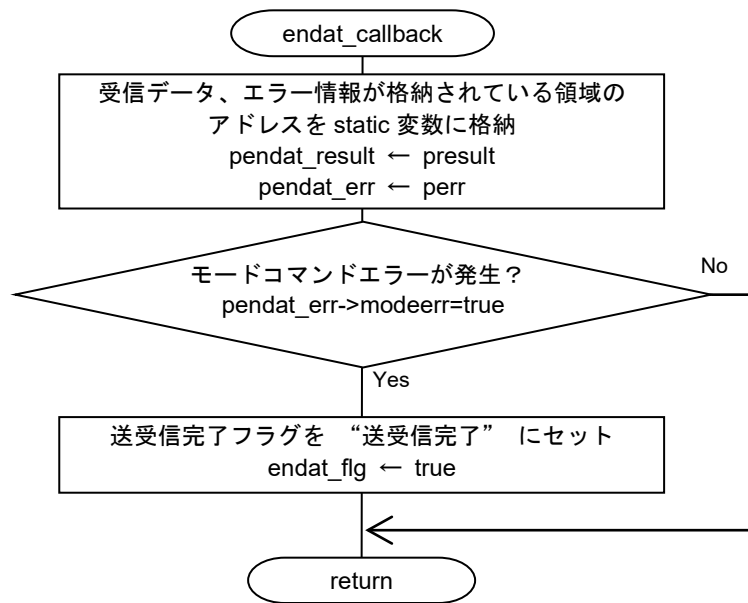 endat_callback
受信データ、エラー情報が格納されている領域の
アドレスを static 変数に格納
pendat_result ← presult
pendat_err ← perr
モードコマンドエラーが発生?
pendat_err->modeerr=true
No
Yes
送受信完了フラグを “送受信完了” にセット
endat_flg ← true
return